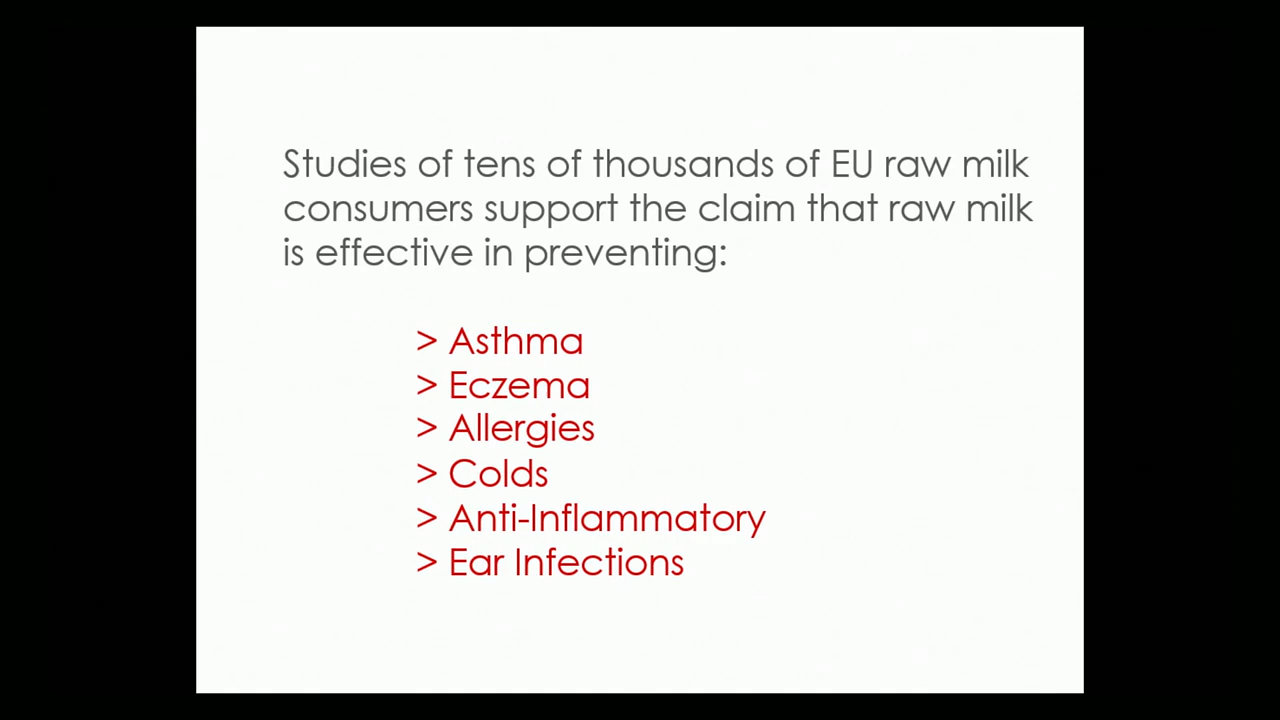 Studies of tens of thousands of EU raw milk
consumers support the claim that raw milk
is effective in preventing:
> Asthma
> Eczema
> Allergies
> Colds
> Anti-Inflammatory
> Ear Infections